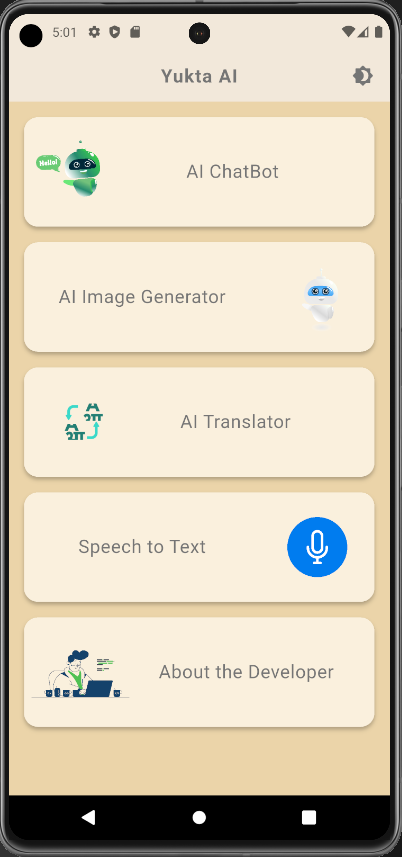 5:01
Yukta AI
Hello!
AI ChatBot
AI Image Generator
AI Translator
Speech to Text
About the Developer